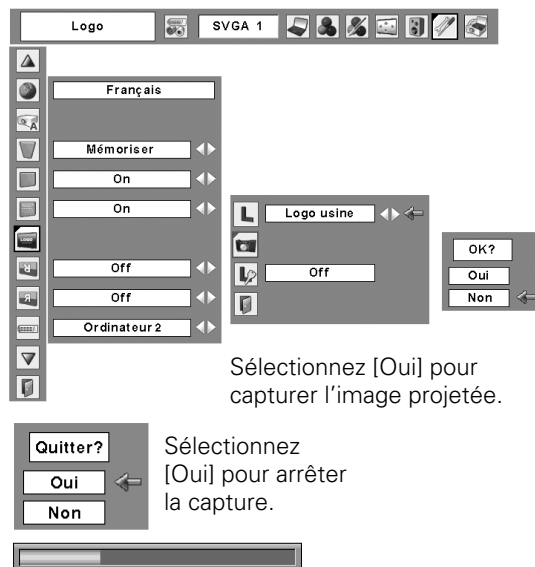 Logo
SVGA 1
Français
Mémoriser
On
On
Off
Off
Ordinateur 2
Logo usine
Off
OK?
Oui
Non
Sélectionnez [Oui] pour
capturer l’image projetée.
Quitter?
Oui
Non
Sélectionnez
[Oui] pour arrêter
la capture.